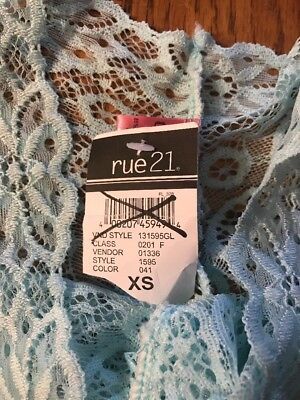 rue21.
VND STYLE 131595GL
CLASS 0201 F
VENDOR 01336
STYLE 1595
COLOR 041
XS